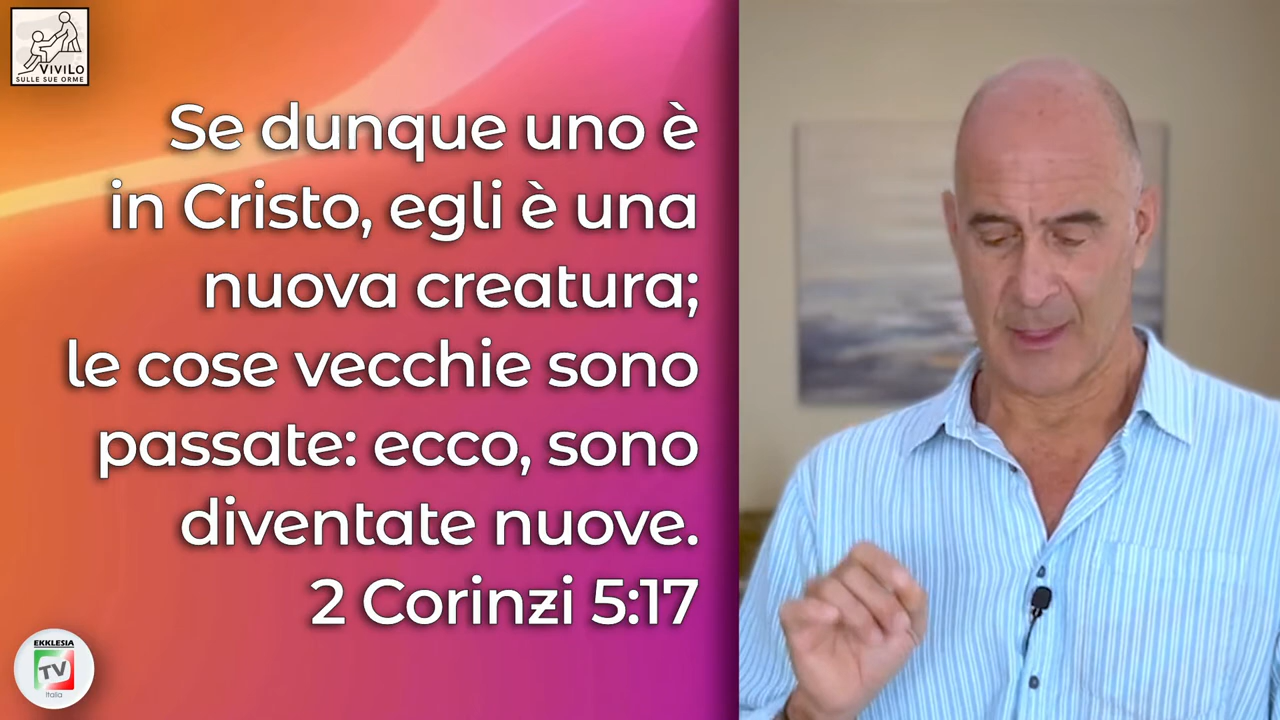 VIVILO
SULLE SUE ORME
Se dunque uno è
in Cristo, egli è una
nuova creatura;
le cose vecchie sono
passate: ecco, sono
diventate nuove.
2 Corinzi 5:17
EKKLESIA
TV
Italia